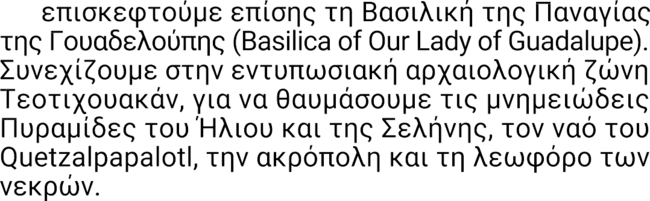 επισκεφτούμε επίσης τη Βασιλική της Παναγίας
της Γουαδελούπης (Basilica of Our Lady of Guadalupe).
Συνεχίζουμε στην εντυπωσιακή αρχαιολογική ζώνη
Τεοτιχουακάν, για να θαυμάσουμε τις μνημειώδεις
Πυραμίδες του Ήλιου και της Σελήνης, τον ναό του
Quetzalpapalotl, την ακρόπολη και τη λεωφόρο των
νεκρών.